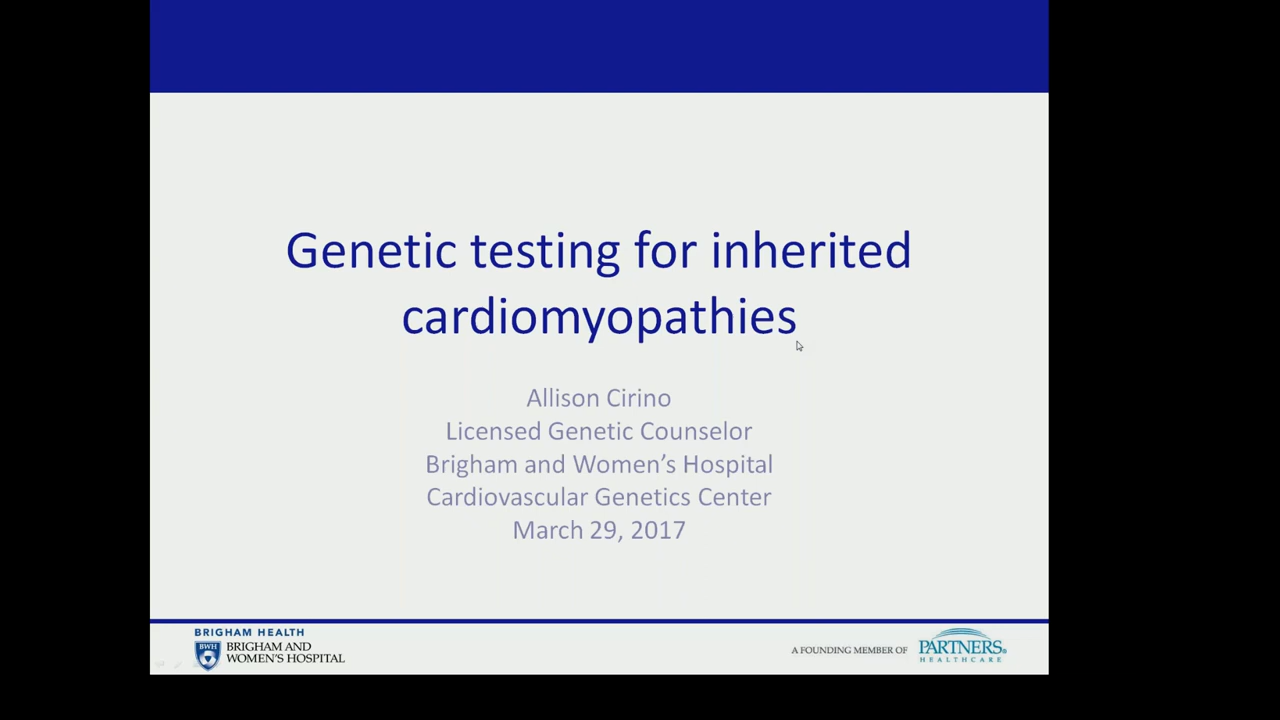 Genetic testing for inherited
cardiomyopathies
Allison Cirino
Licensed Genetic Counselor
Brigham and Women’s Hospital
Cardiovascular Genetics Center
March 29, 2017
BRIGHAM HEALTH
BWH
BRIGHAM AND
WOMEN'S HOSPITAL
A FOUNDING MEMBER OF
PARTNERS®
HEALTHCARE